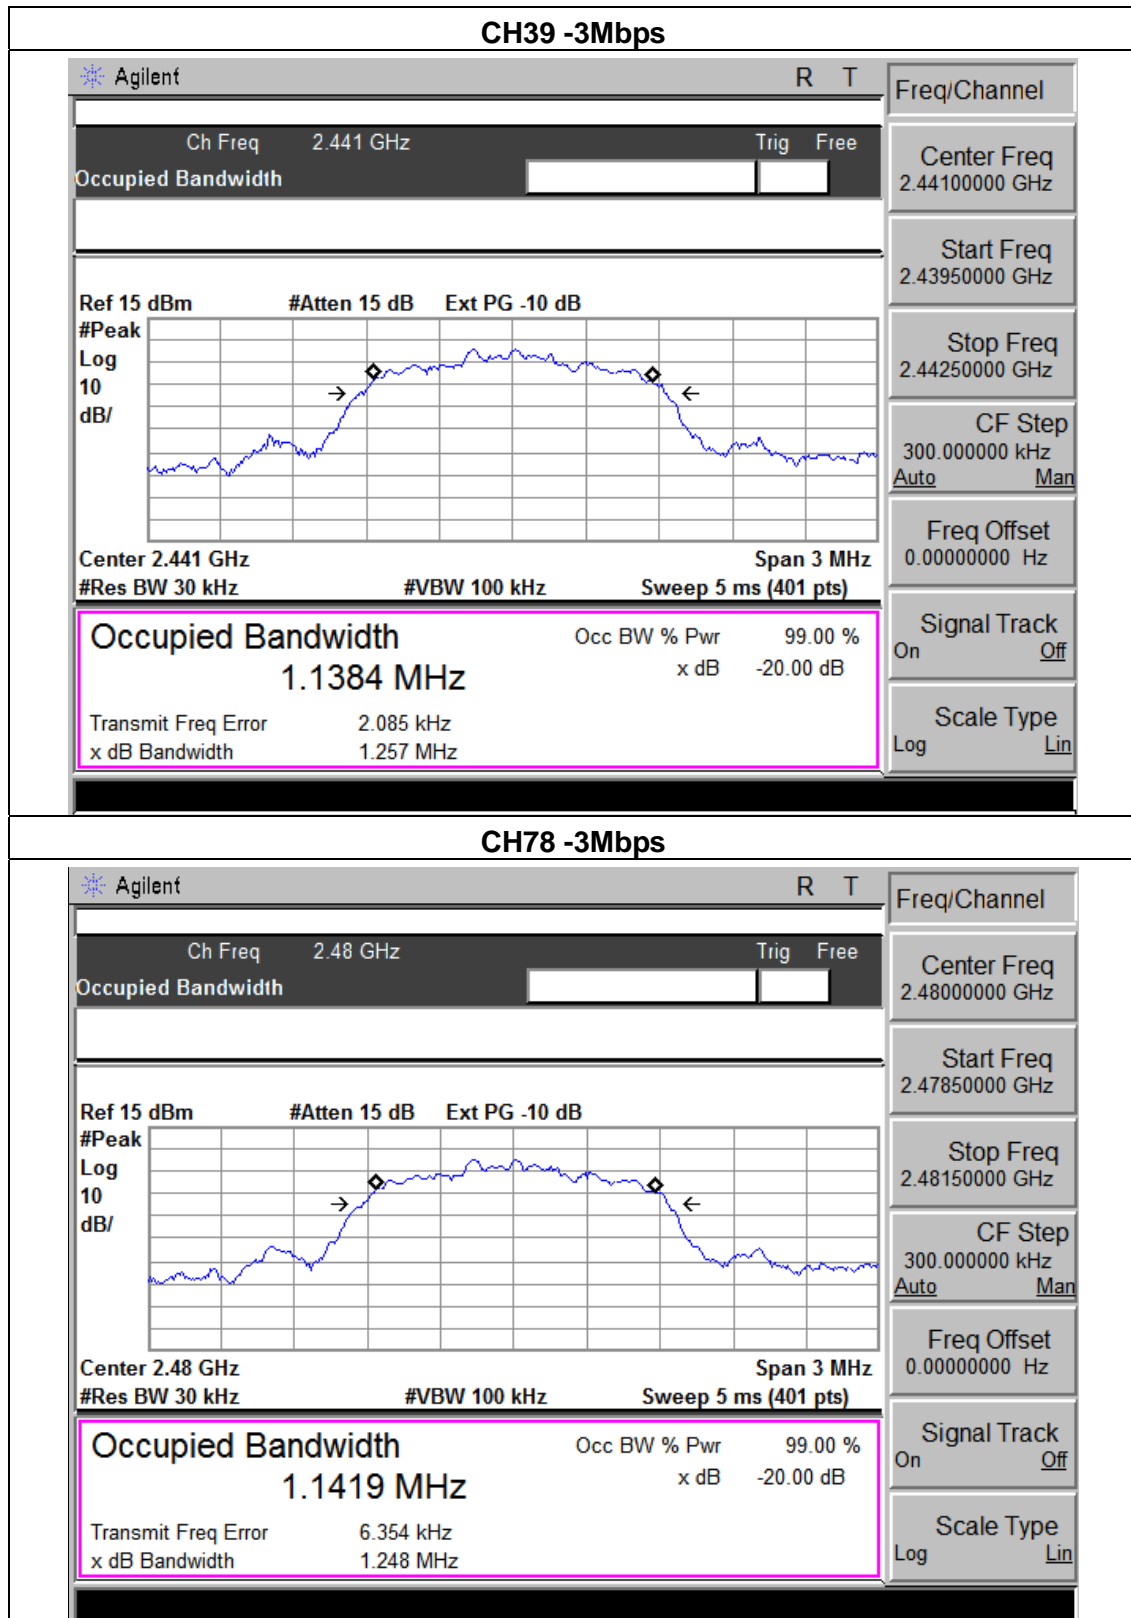 CH39 -3Mbps
Agilent R T
Freq/Channel
Ch Freq 2.441 GHz Trig Free
Occupied Bandwidth
Center Freq
2.44100000 GHz
Start Freq
2.43950000 GHz
Stop Freq
2.44250000 GHz
CF Step
300.000000 kHz
Auto Man
Freq Offset
0.00000000 Hz
Signal Track
On Off
Scale Type
Log Lin
Ref 15 dBm #Atten 15 dB Ext PG -10 dB
#Peak
Log
10
dB/
Center 2.441 GHz Span 3 MHz
#Res BW 30 kHz #VBW 100 kHz Sweep 5 ms (401 pts)
Occupied Bandwidth Occ BW % Pwr 99.00 %
1.1384 MHz x dB -20.00 dB
Transmit Freq Error 2.085 kHz
x dB Bandwidth 1.257 MHz
CH78 -3Mbps
Agilent R T
Freq/Channel
Ch Freq 2.48 GHz Trig Free
Occupied Bandwidth
Center Freq
2.48000000 GHz
Start Freq
2.47850000 GHz
Stop Freq
2.48150000 GHz
CF Step
300.000000 kHz
Auto Man
Freq Offset
0.00000000 Hz
Signal Track
On Off
Scale Type
Log Lin
Ref 15 dBm #Atten 15 dB Ext PG -10 dB
#Peak
Log
10
dB/
Center 2.48 GHz Span 3 MHz
#Res BW 30 kHz #VBW 100 kHz Sweep 5 ms (401 pts)
Occupied Bandwidth Occ BW % Pwr 99.00 %
1.1419 MHz x dB -20.00 dB
Transmit Freq Error 6.354 kHz
x dB Bandwidth 1.248 MHz